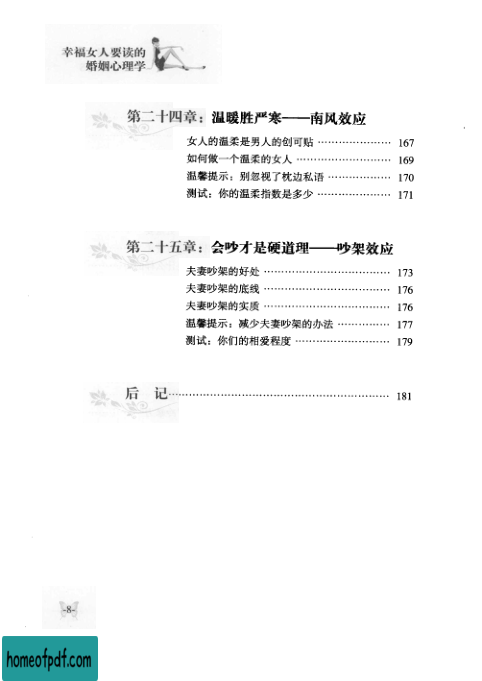 幸福女人要读的
婚姻心理学
第二十四章：温暖胜严寒——南风效应
女人的温柔是男人的创可贴 ………………… 167
如何做一个温柔的女人 ……………………… 169
温馨提示：别忽视了枕边私语 ……………… 170
测试：你的温柔指数是多少 ………………… 171
第二十五章：会吵才是硬道理——吵架效应
夫妻吵架的好处 ……………………………… 173
夫妻吵架的底线 ……………………………… 176
夫妻吵架的实质 ……………………………… 176
温馨提示：减少夫妻吵架的办法 …………… 177
测试：你们的相爱程度 ……………………… 179
后 记 ………………………………………………… 181
-8-
homeofpdf.com